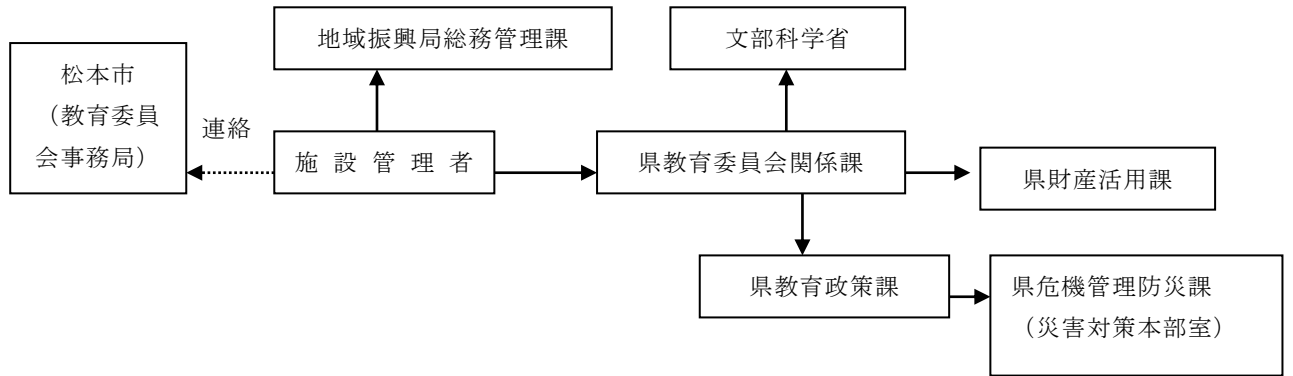 地域振興局総務管理課
文部科学省
松本市
（教育委員
会事務局）
連絡
施 設 管 理 者
県教育委員会関係課
県財産活用課
県教育政策課
県危機管理防災課
（災害対策本部室）